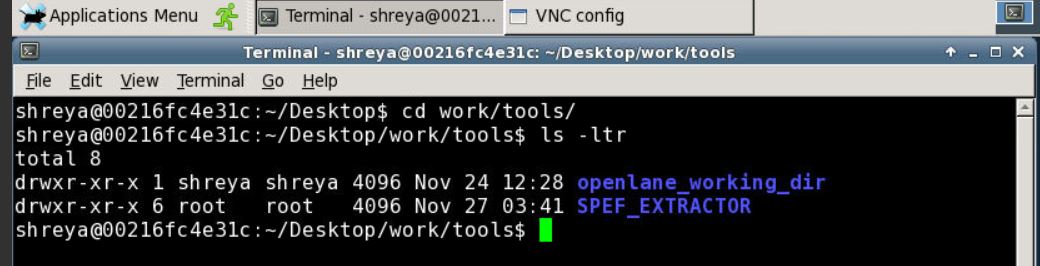 Applications Menu Terminal - shreya@0021... VNC config
Terminal - shreya@00216fc4e31c: ~/Desktop/work/tools
File Edit View Terminal Go Help
shreya@00216fc4e31c:~/Desktop$ cd work/tools/
shreya@00216fc4e31c:~/Desktop/work/tools$ ls -ltr
total 8
drwxr-xr-x 1 shreya shreya 4096 Nov 24 12:28 openlane_working_dir
drwxr-xr-x 6 root   root   4096 Nov 27 03:41 SPEF_EXTRACTOR
shreya@00216fc4e31c:~/Desktop/work/tools$